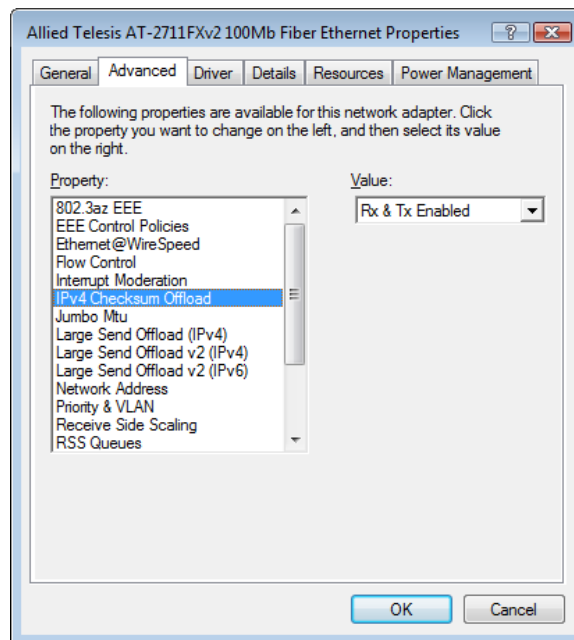 Allied Telesis AT-2711FXv2 100Mb Fiber Ethernet Properties
General Advanced Driver Details Resources Power Management
The following properties are available for this network adapter. Click
the property you want to change on the left, and then select its value
on the right.
Property:
Value:
802.3az EEE
EEE Control Policies
Ethernet@WireSpeed
Flow Control
Interrupt Moderation
IPv4 Checksum Offload
Jumbo Mtu
Large Send Offload (IPv4)
Large Send Offload v2 (IPv4)
Large Send Offload v2 (IPv6)
Network Address
Priority & VLAN
Receive Side Scaling
RSS Queues
Rx & Tx Enabled
OK
Cancel